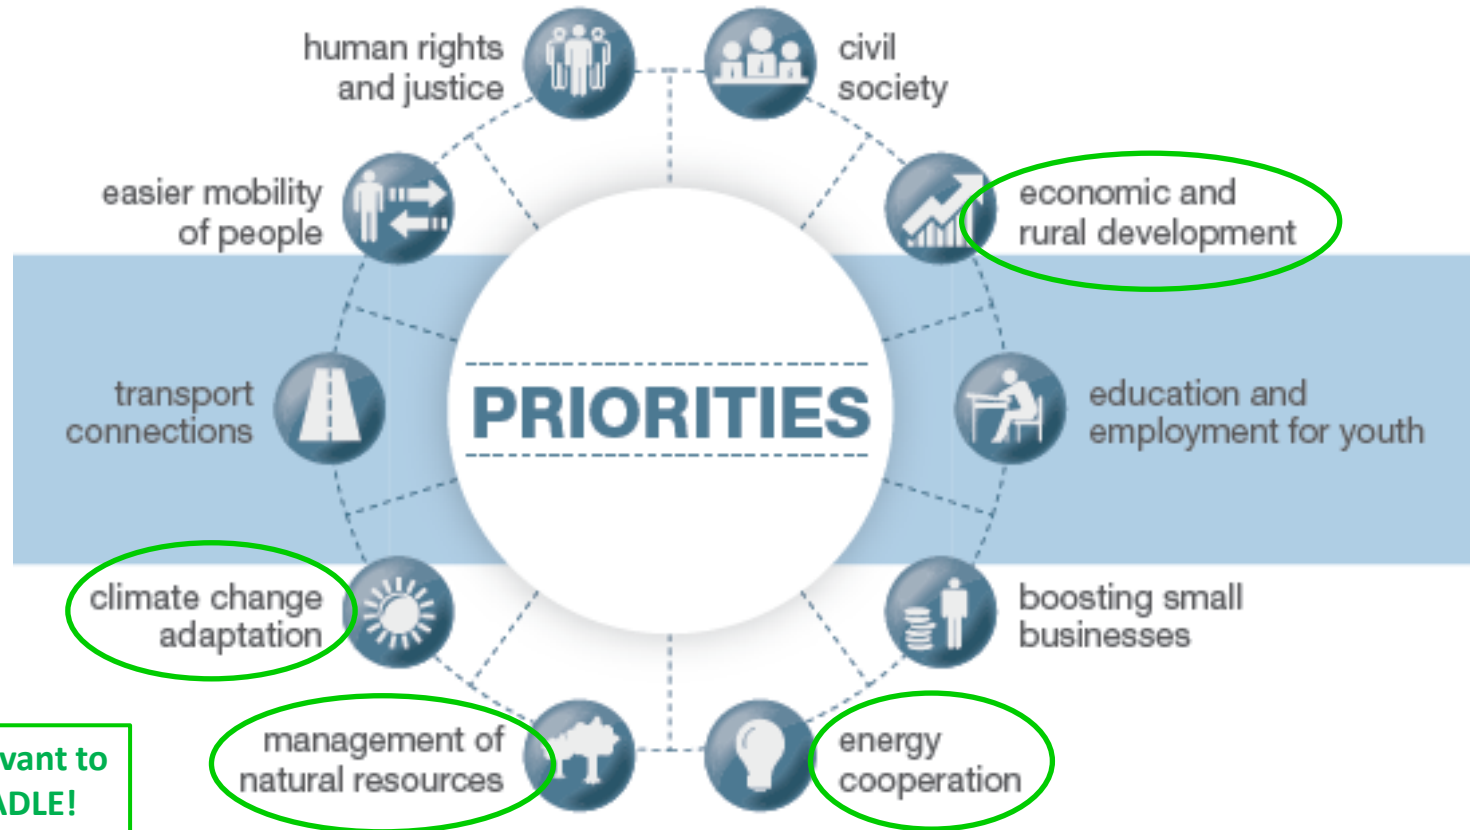 human rights
and justice
civil
society
easier mobility
of people
economic and
rural development
transport
connections
PRIORITIES
education and
employment for youth
climate change
adaptation
boosting small
businesses
management of
natural resources
energy
cooperation
to